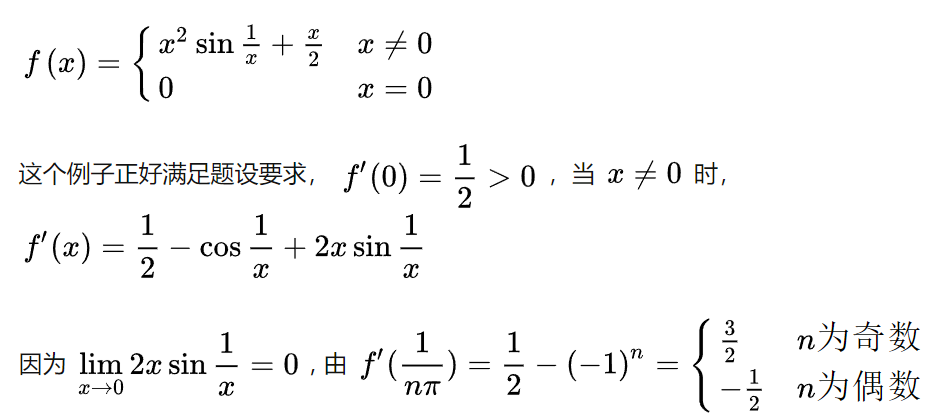 f(x) = { x² sin 1/x + x/2  x ≠ 0
0  x = 0
这个例子正好满足题设要求， f′(0) = 1/2 > 0 ，当 x ≠ 0 时，
f′(x) = 1/2 − cos 1/x + 2x sin 1/x
因为 lim x→0 2x sin 1/x = 0 , 由 f′(1/nπ) = 1/2 − (−1)ⁿ = { 3/2  n为奇数
−1/2  n为偶数